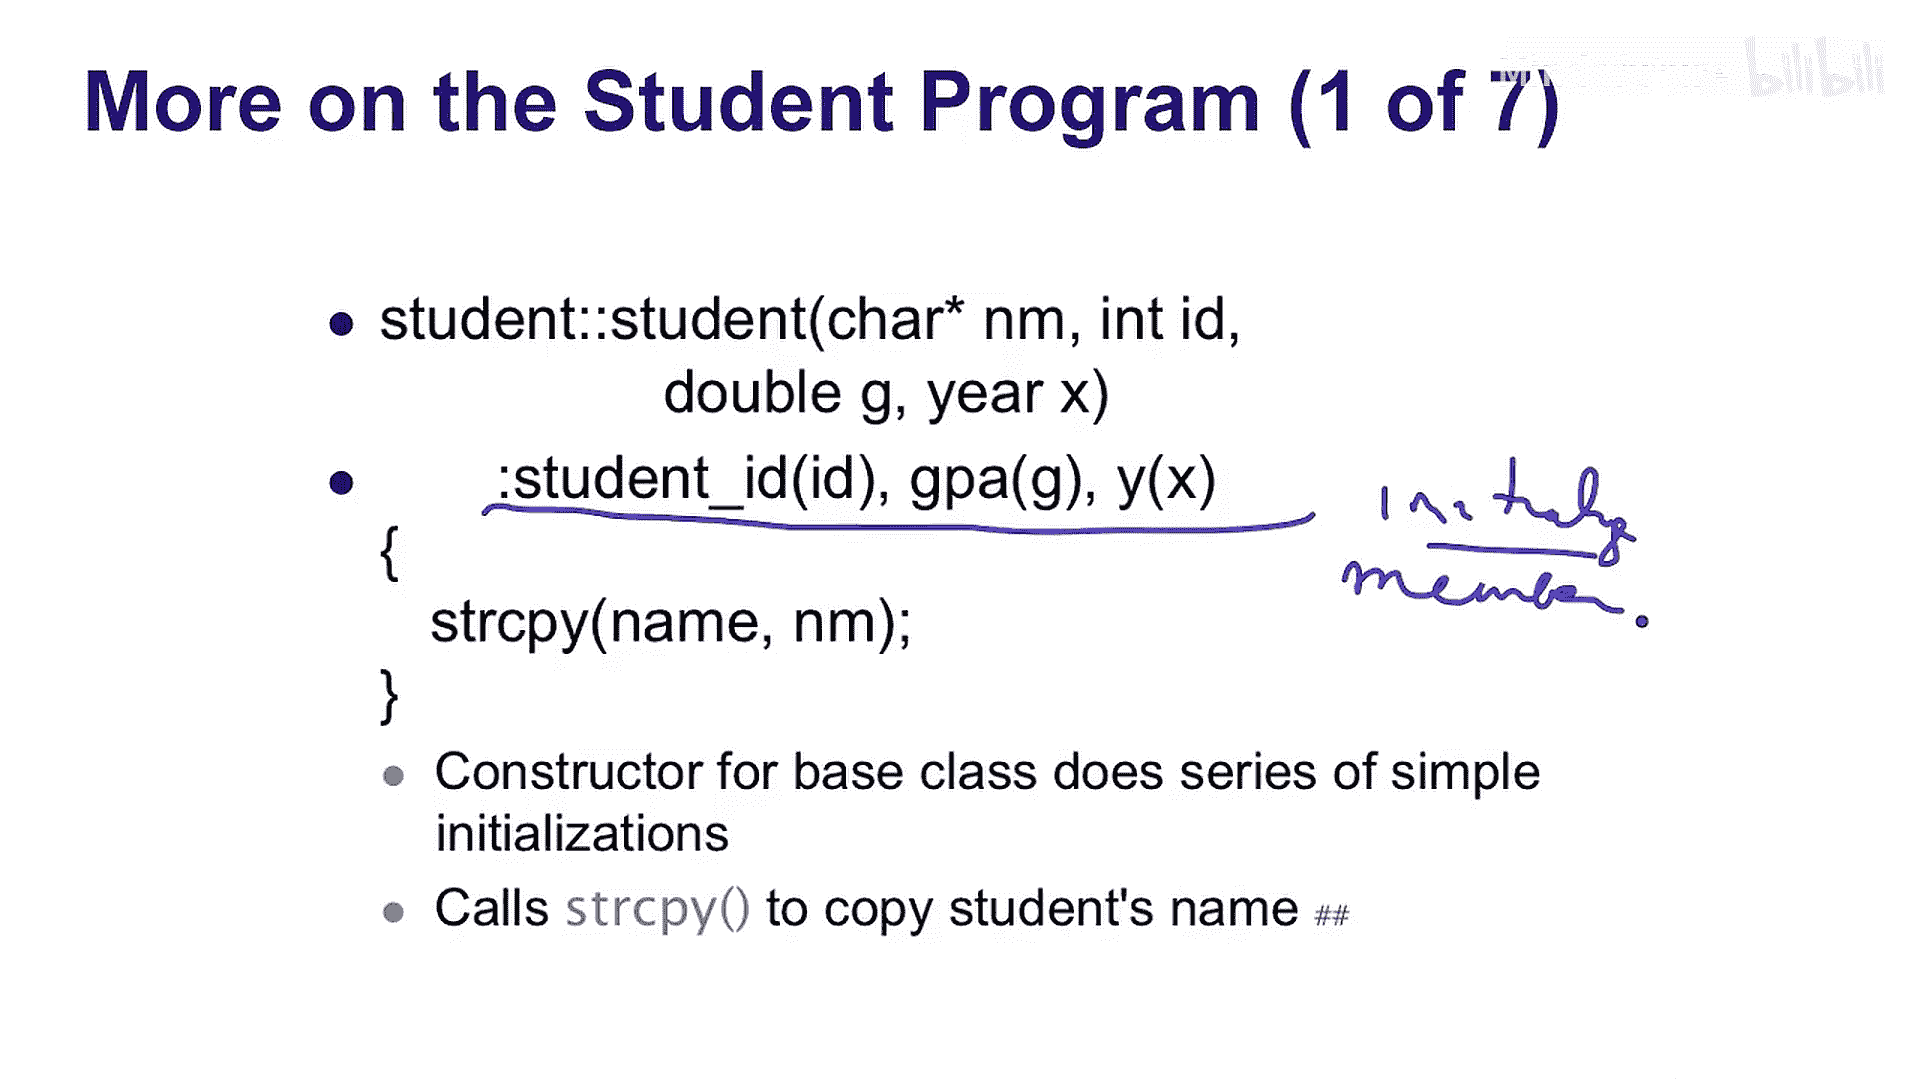 More on the Student Program (1 of 7)
bilibili
• student::student(char* nm, int id,
double g, year x)
• :student_id(id), gpa(g), y(x)
{
strcpy(name, nm);
}
• Constructor for base class does series of simple
initializations
• Calls strcpy() to copy student's name ##
member.